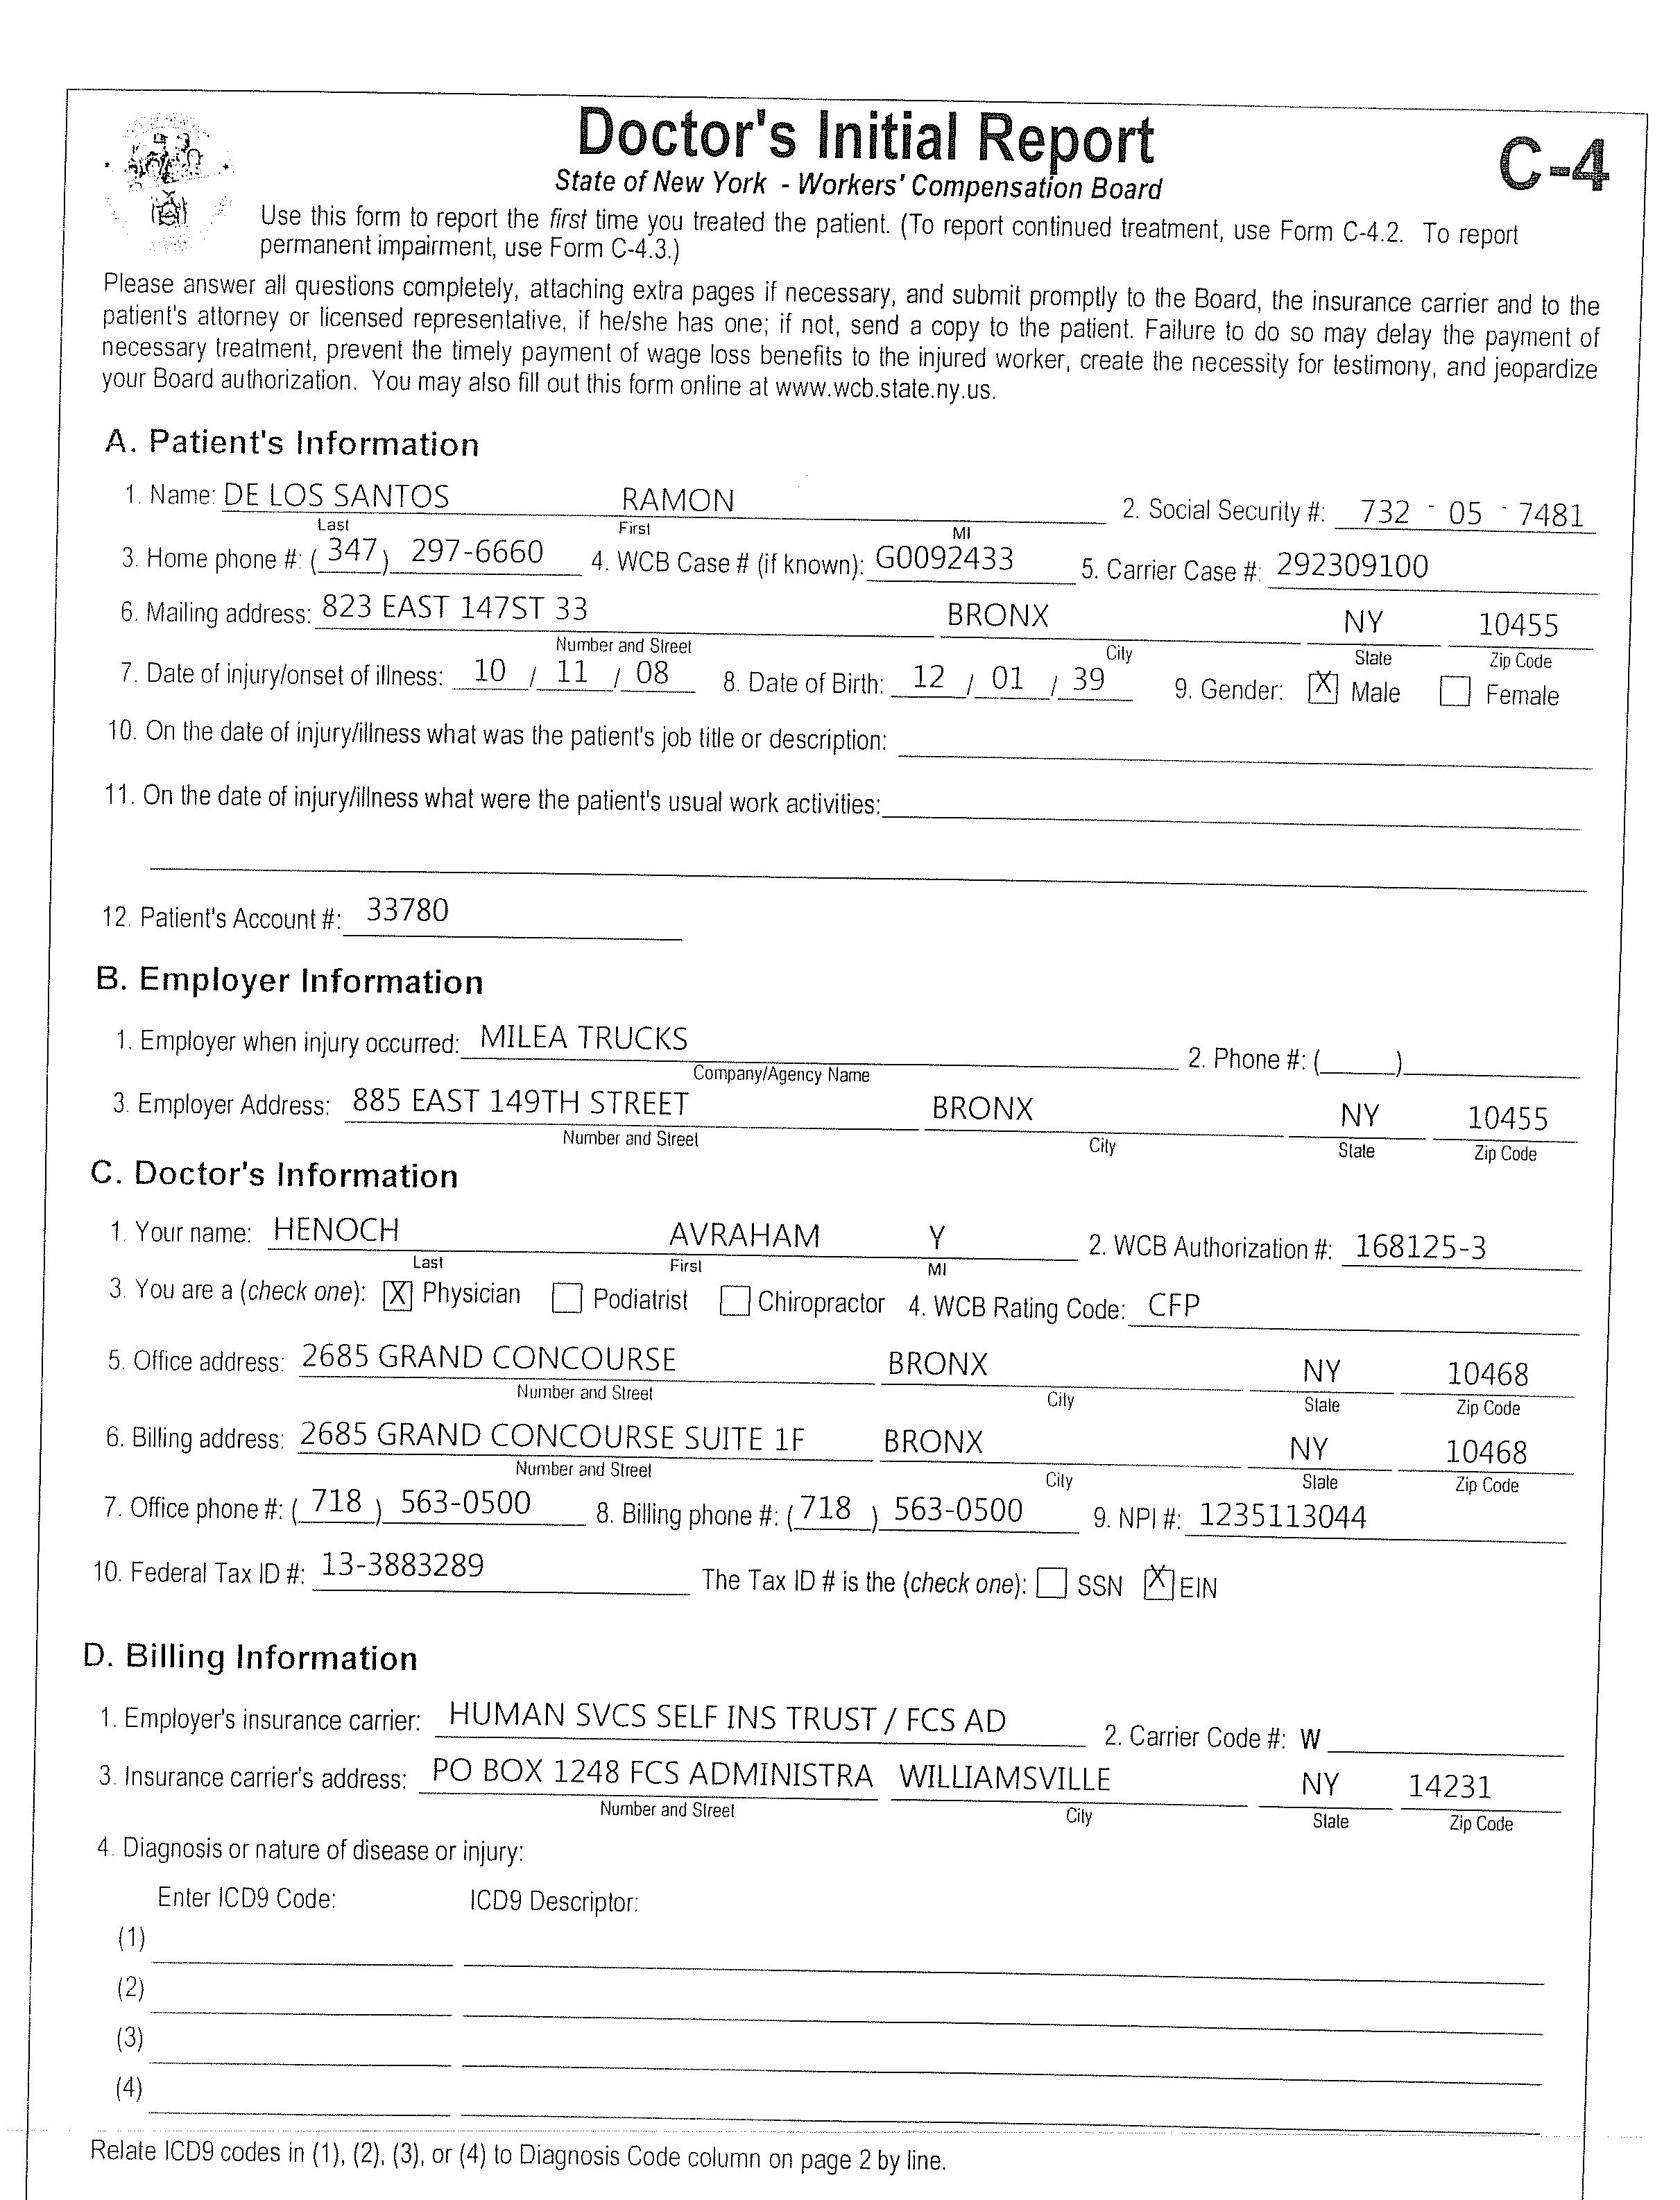 Doctor's Initial Report
C-4
State of New York - Workers' Compensation Board
Use this form to report the first time you treated the patient. (To report continued treatment, use Form C-4.2. To report
permanent impairment, use Form C-4.3.)
Please answer all questions completely, attaching extra pages if necessary, and submit promptly to the Board, the insurance carrier and to the
patient's attorney or licensed representative, if he/she has one; if not, send a copy to the patient. Failure to do so may delay the payment of
necessary treatment, prevent the timely payment of wage loss benefits to the injured worker, create the necessity for testimony, and jeopardize
your Board authorization. You may also fill out this form online at www.wcb.state.ny.us.
A. Patient's Information
1. Name: DE LOS SANTOS RAMON 2. Social Security #: 732 - 05 - 7481
Last First MI
3. Home phone #: (347) 297-6660 4. WCB Case # (if known): G0092433 5. Carrier Case #: 292309100
6. Mailing address: 823 EAST 147ST 33 BRONX NY 10455
Number and Street City State Zip Code
7. Date of injury/onset of illness: 10 / 11 / 08 8. Date of Birth: 12 / 01 / 39 9. Gender: X Male Female
10. On the date of injury/illness what was the patient's job title or description:
11. On the date of injury/illness what were the patient's usual work activities:
12. Patient's Account #: 33780
B. Employer Information
1. Employer when injury occurred: MILEA TRUCKS 2. Phone #: ( )
Company/Agency Name
3. Employer Address: 885 EAST 149TH STREET BRONX NY 10455
Number and Street City State Zip Code
C. Doctor's Information
1. Your name: HENOCH AVRAHAM Y 2. WCB Authorization #: 168125-3
Last First MI
3. You are a (check one): X Physician Podiatrist Chiropractor 4. WCB Rating Code: CFP
5. Office address: 2685 GRAND CONCOURSE BRONX NY 10468
Number and Street City State Zip Code
6. Billing address: 2685 GRAND CONCOURSE SUITE 1F BRONX NY 10468
Number and Street City State Zip Code
7. Office phone #: (718) 563-0500 8. Billing phone #: (718) 563-0500 9. NPI #: 1235113044
10. Federal Tax ID #: 13-3883289 The Tax ID # is the (check one): SSN X EIN
D. Billing Information
1. Employer's insurance carrier: HUMAN SVCS SELF INS TRUST / FCS AD 2. Carrier Code #: W
3. Insurance carrier's address: PO BOX 1248 FCS ADMINISTRA WILLIAMSVILLE NY 14231
Number and Street City State Zip Code
4. Diagnosis or nature of disease or injury:
Enter ICD9 Code: ICD9 Descriptor:
(1)
(2)
(3)
(4)
Relate ICD9 codes in (1), (2), (3), or (4) to Diagnosis Code column on page 2 by line.